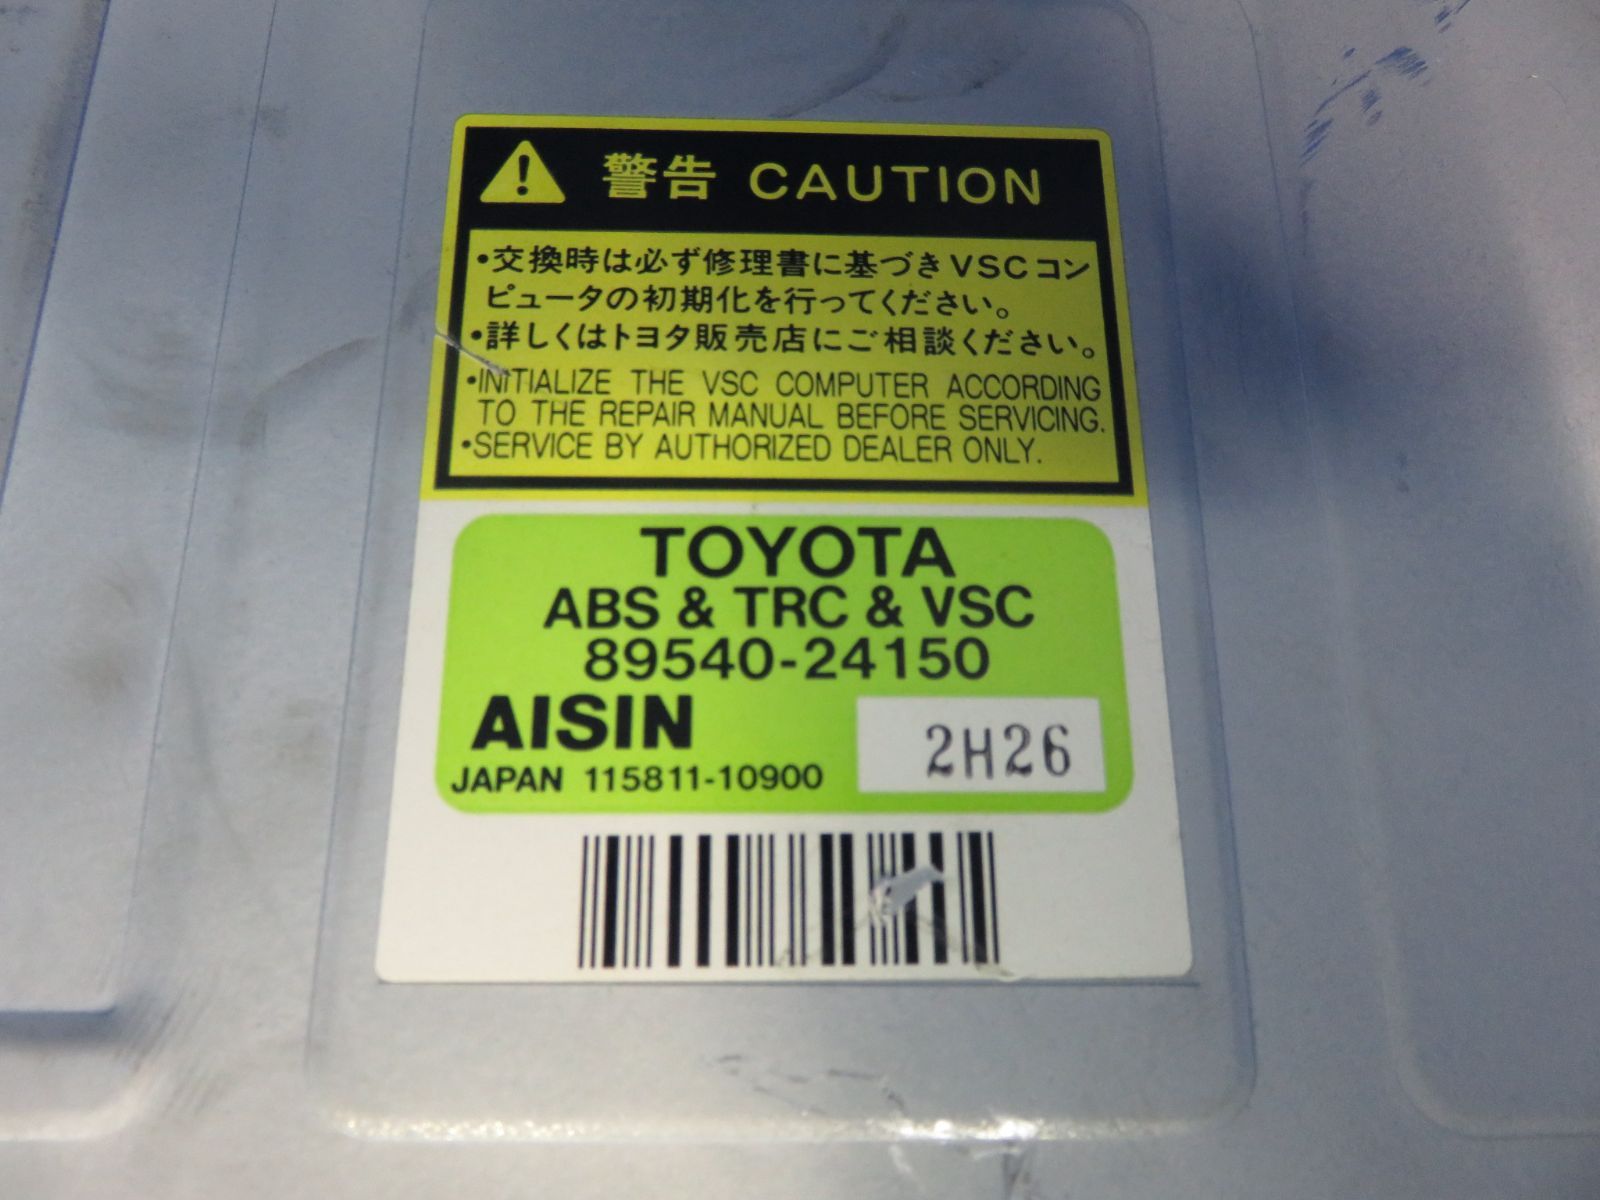 警告 CAUTION
•交換時は必ず修理書に基づきVSCコン
ピュータの初期化を行ってください。
•詳しくはトヨタ販売店にご相談ください。
•INITIALIZE THE VSC COMPUTER ACCORDING
TO THE REPAIR MANUAL BEFORE SERVICING.
•SERVICE BY AUTHORIZED DEALER ONLY.
TOYOTA
ABS & TRC & VSC
89540-24150
AISIN
2H26
JAPAN 115811-10900